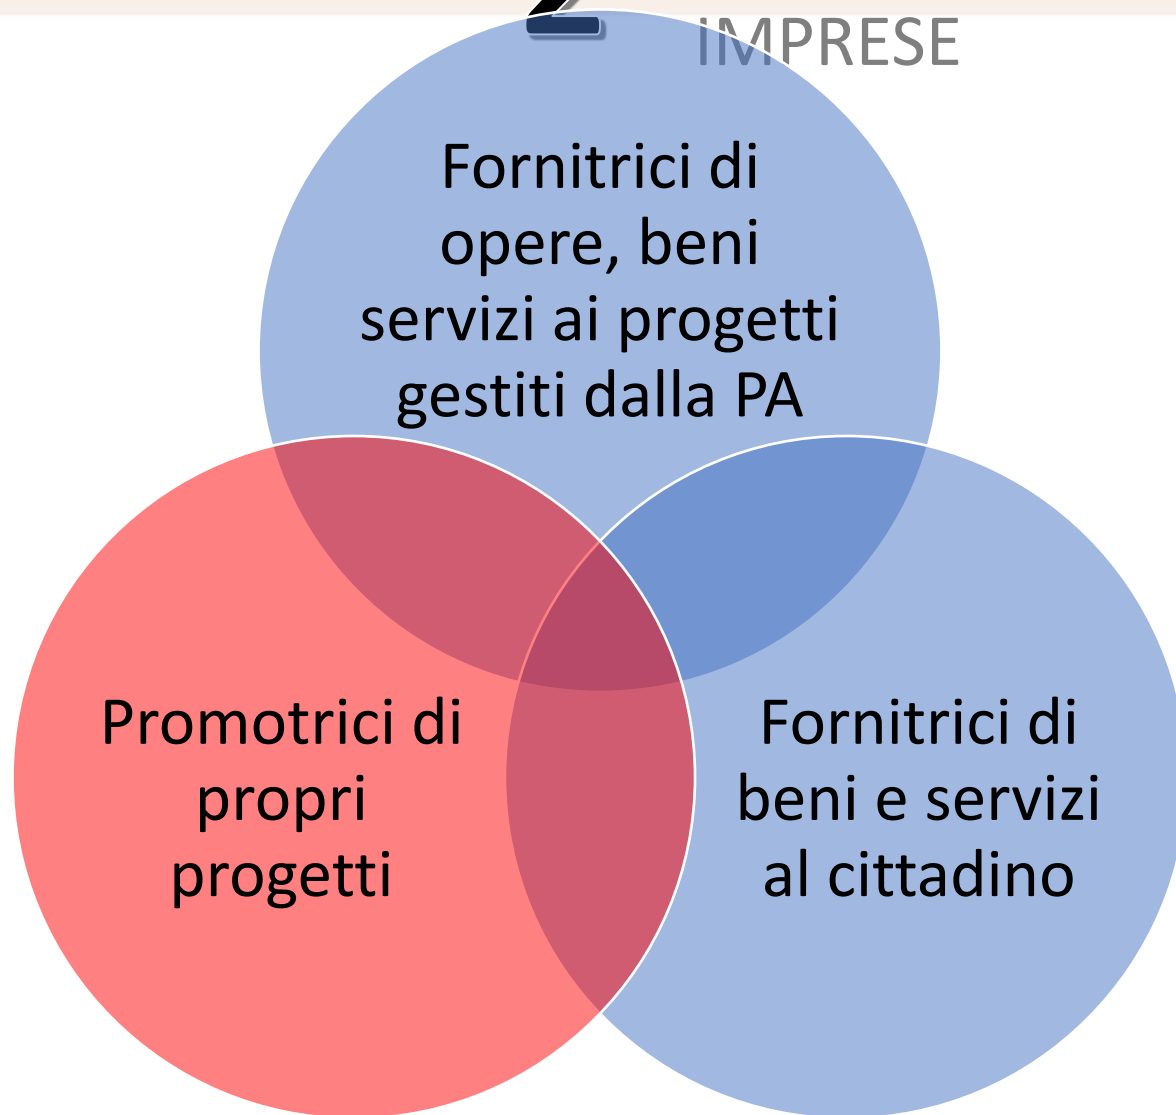 IMPRESE
Fornitrici di
opere, beni
servizi ai progetti
gestiti dalla PA
Promotrici di
propri
progetti
Fornitrici di
beni e servizi
al cittadino